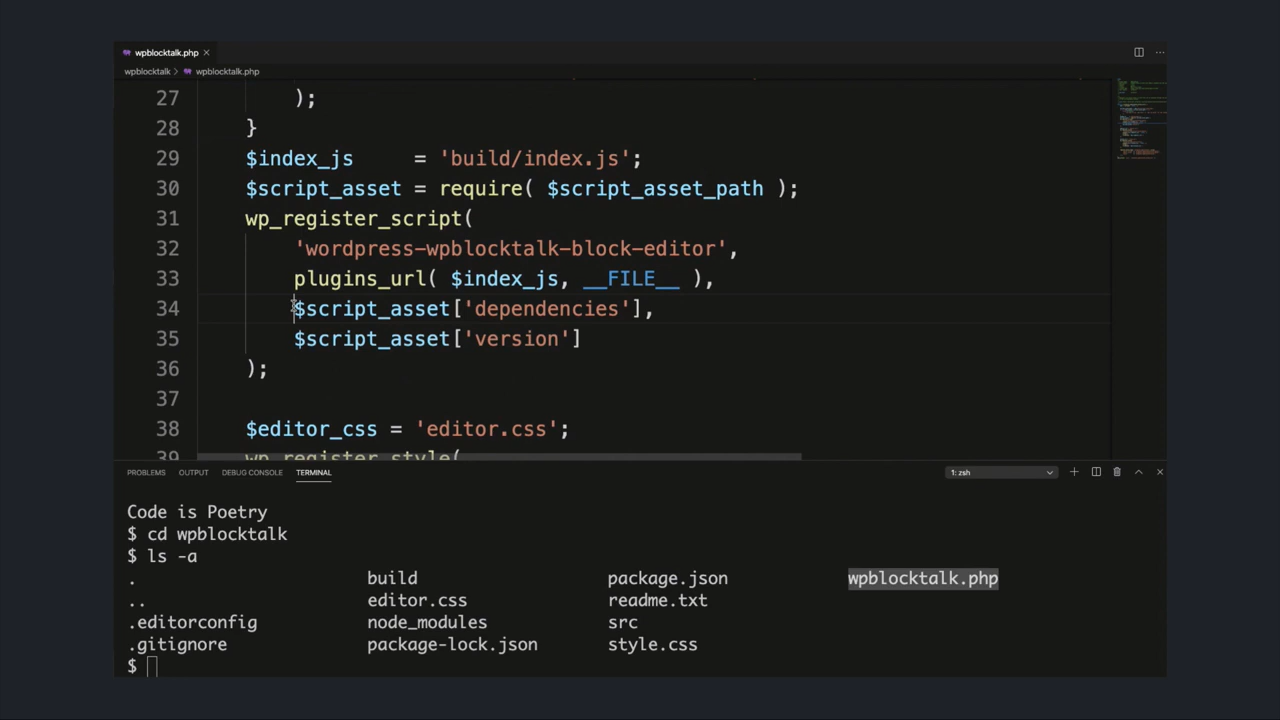 wpblocktalk.php
wpblocktalk > wpblocktalk.php
27 );
28 }
29 $index_js = 'build/index.js';
30 $script_asset = require( $script_asset_path );
31 wp_register_script(
32 'wordpress-wpblocktalk-block-editor',
33 plugins_url( $index_js, __FILE__ ),
34 $script_asset['dependencies'],
35 $script_asset['version']
36 );
37
38 $editor_css = 'editor.css';
39 wp_register_style(
PROBLEMS OUTPUT DEBUG CONSOLE TERMINAL 1: zsh
Code is Poetry
$ cd wpblocktalk
$ ls -a
. build package.json wpblocktalk.php
.. editor.css readme.txt
.editorconfig node_modules src
.gitignore package-lock.json style.css
$